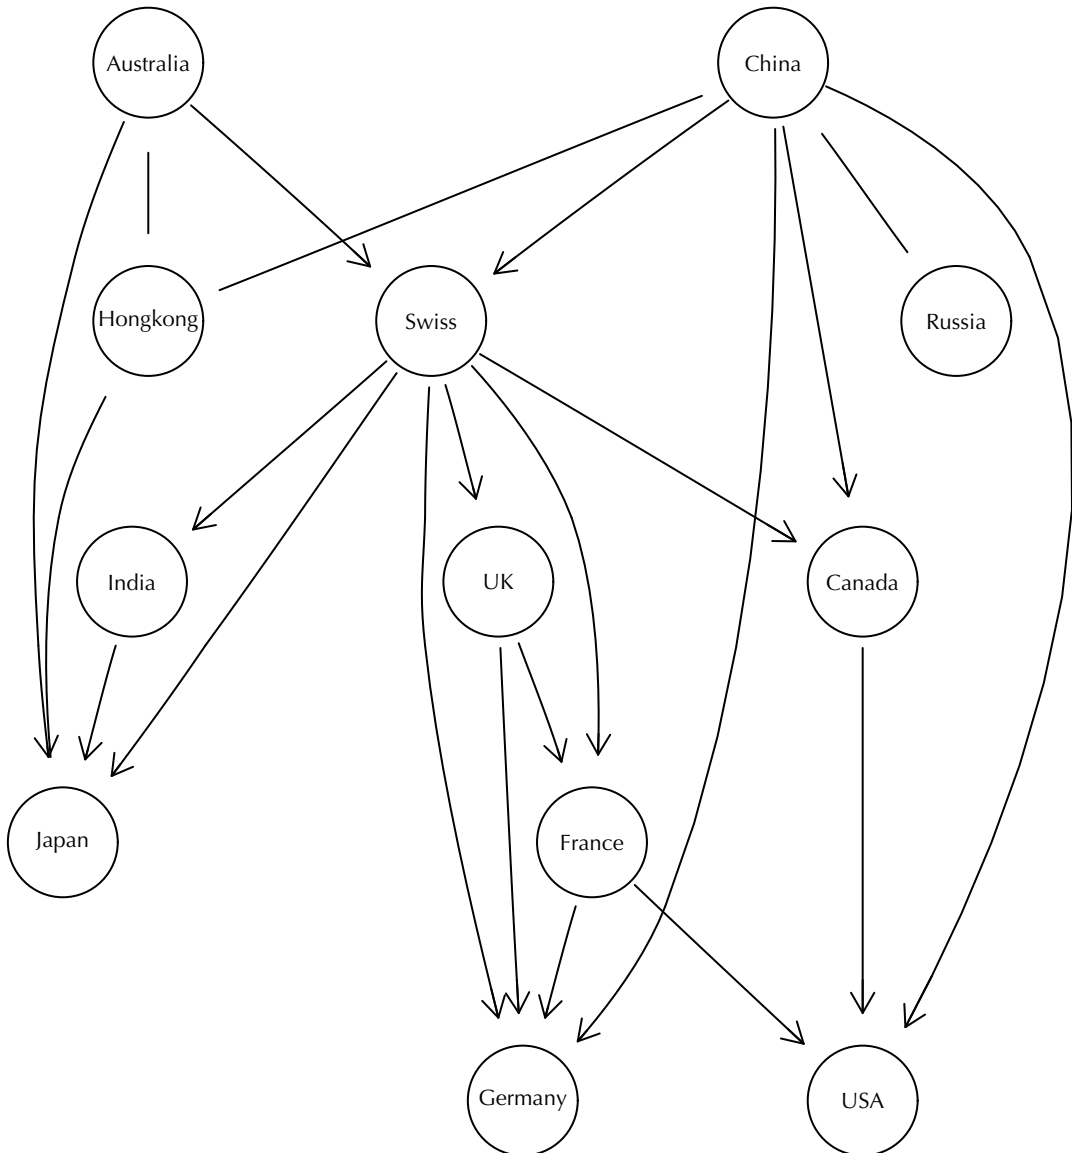 Australia
China
Hongkong
Swiss
Russia
India
UK
Canada
Japan
France
Germany
USA